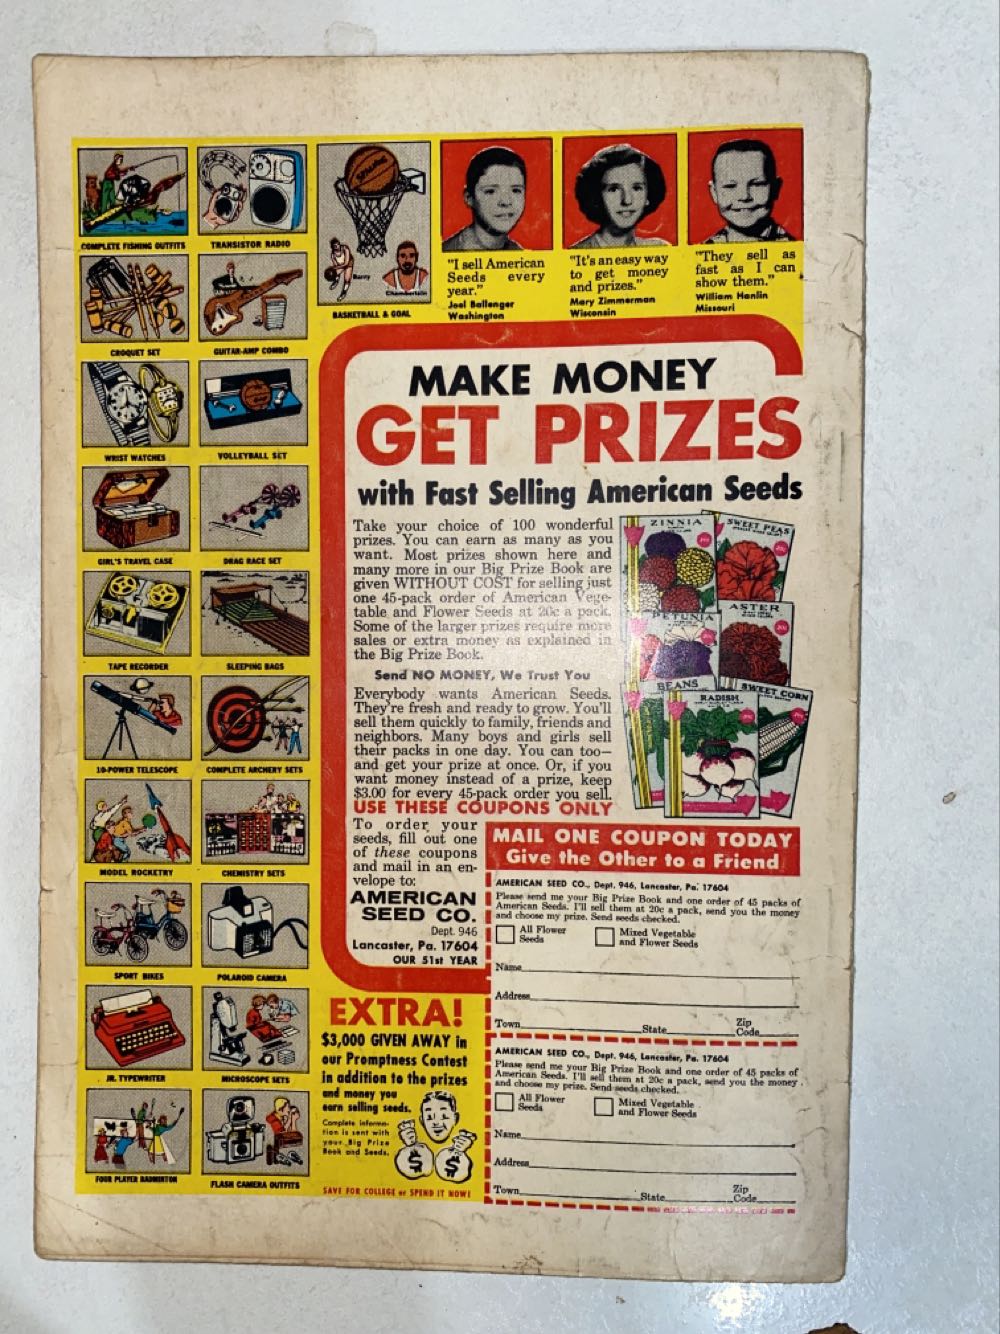 COMPLETE FISHING OUTFITS
TRANSISTOR RADIO
CROQUET SET
GUITAR-AMP COMBO
WRIST WATCHES
VOLLEYBALL SET
GIRL'S TRAVEL CASE
DRAG RACE SET
TAPE RECORDER
SLEEPING BAGS
10-POWER TELESCOPE
COMPLETE ARCHERY SETS
MODEL ROCKETRY
CHEMISTRY SETS
SPORT BIKES
POLAROID CAMERA
JR. TYPEWRITER
MICROSCOPE SETS
FOUR PLAYER BADMINTON
FLASH CAMERA OUTFITS
Spalding
Barry
Chamberlain
BASKETBALL & GOAL
"I sell American
Seeds every
year."
Joel Ballenger
Washington
"It's an easy way
to get money
and prizes."
Mary Zimmerman
Wisconsin
"They sell as
fast as I can
show them."
William Hanlin
Missouri
MAKE MONEY
GET PRIZES
with Fast Selling American Seeds
Take your choice of 100 wonderful
prizes. You can earn as many as you
want. Most prizes shown here and
many more in our Big Prize Book are
given WITHOUT COST for selling just
one 45-pack order of American Vege-
table and Flower Seeds at 20c a pack.
Some of the larger prizes require more
sales or extra money as explained in
the Big Prize Book.
Send NO MONEY, We Trust You
Everybody wants American Seeds.
They're fresh and ready to grow. You'll
sell them quickly to family, friends and
neighbors. Many boys and girls sell
their packs in one day. You can too—
and get your prize at once. Or, if you
want money instead of a prize, keep
$3.00 for every 45-pack order you sell.
USE THESE COUPONS ONLY
ZINNIA
SWEET PEAS
PETUNIA
ASTER
BEANS
RADISH
SWEET CORN
To order your
seeds, fill out one
of these coupons
and mail in an en-
velope to:
AMERICAN
SEED CO.
Dept. 946
Lancaster, Pa. 17604
OUR 51st YEAR
MAIL ONE COUPON TODAY
Give the Other to a Friend
AMERICAN SEED CO., Dept. 946, Lancaster, Pa. 17604
Please send me your Big Prize Book and one order of 45 packs of
American Seeds. I'll sell them at 20c a pack, send you the money
and choose my prize. Send seeds checked.
All Flower
Seeds
Mixed Vegetable
and Flower Seeds
Name
Address
Town State Zip
Code
AMERICAN SEED CO., Dept. 946, Lancaster, Pa. 17604
Please send me your Big Prize Book and one order of 45 packs of
American Seeds. I'll sell them at 20c a pack, send you the money
and choose my prize. Send seeds checked.
All Flower
Seeds
Mixed Vegetable
and Flower Seeds
Name
Address
Town State Zip
Code
EXTRA!
$3,000 GIVEN AWAY in
our Promptness Contest
in addition to the prizes
and money you
earn selling seeds.
Complete informa-
tion is sent with
your Big Prize
Book and Seeds.
$ $
SAVE FOR COLLEGE or SPEND IT NOW!